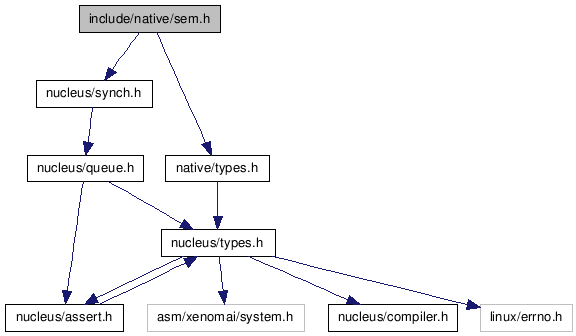 include/native/sem.h
nucleus/synch.h
nucleus/queue.h
native/types.h
nucleus/types.h
nucleus/assert.h
asm/xenomai/system.h
nucleus/compiler.h
linux/errno.h